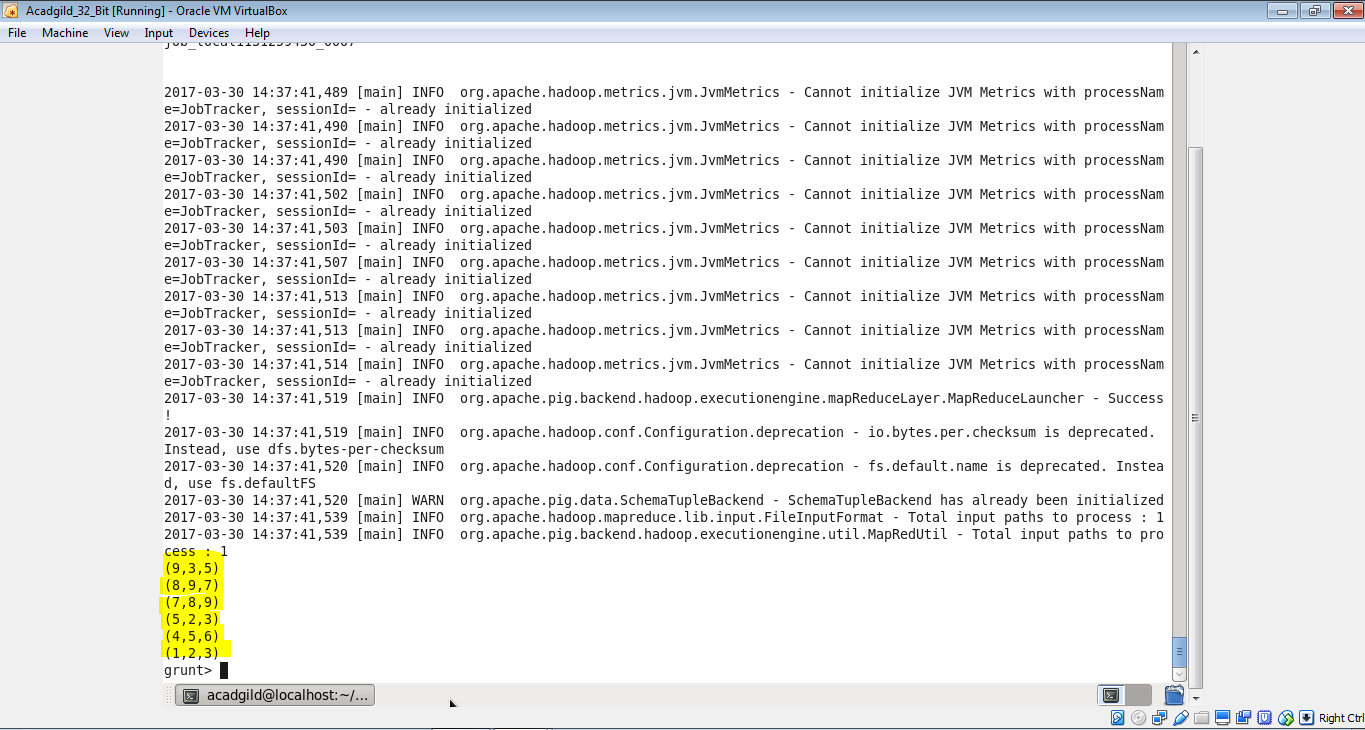 Acadgild_32_Bit [Running] - Oracle VM VirtualBox
File Machine View Input Devices Help
2017-03-30 14:37:41,489 [main] INFO  org.apache.hadoop.metrics.jvm.JvmMetrics - Cannot initialize JVM Metrics with processNam
e=JobTracker, sessionId= - already initialized
2017-03-30 14:37:41,490 [main] INFO  org.apache.hadoop.metrics.jvm.JvmMetrics - Cannot initialize JVM Metrics with processNam
e=JobTracker, sessionId= - already initialized
2017-03-30 14:37:41,490 [main] INFO  org.apache.hadoop.metrics.jvm.JvmMetrics - Cannot initialize JVM Metrics with processNam
e=JobTracker, sessionId= - already initialized
2017-03-30 14:37:41,502 [main] INFO  org.apache.hadoop.metrics.jvm.JvmMetrics - Cannot initialize JVM Metrics with processNam
e=JobTracker, sessionId= - already initialized
2017-03-30 14:37:41,503 [main] INFO  org.apache.hadoop.metrics.jvm.JvmMetrics - Cannot initialize JVM Metrics with processNam
e=JobTracker, sessionId= - already initialized
2017-03-30 14:37:41,507 [main] INFO  org.apache.hadoop.metrics.jvm.JvmMetrics - Cannot initialize JVM Metrics with processNam
e=JobTracker, sessionId= - already initialized
2017-03-30 14:37:41,513 [main] INFO  org.apache.hadoop.metrics.jvm.JvmMetrics - Cannot initialize JVM Metrics with processNam
e=JobTracker, sessionId= - already initialized
2017-03-30 14:37:41,513 [main] INFO  org.apache.hadoop.metrics.jvm.JvmMetrics - Cannot initialize JVM Metrics with processNam
e=JobTracker, sessionId= - already initialized
2017-03-30 14:37:41,514 [main] INFO  org.apache.hadoop.metrics.jvm.JvmMetrics - Cannot initialize JVM Metrics with processNam
e=JobTracker, sessionId= - already initialized
2017-03-30 14:37:41,519 [main] INFO  org.apache.pig.backend.hadoop.executionengine.mapReduceLayer.MapReduceLauncher - Success
!
2017-03-30 14:37:41,519 [main] INFO  org.apache.hadoop.conf.Configuration.deprecation - io.bytes.per.checksum is deprecated.
Instead, use dfs.bytes-per-checksum
2017-03-30 14:37:41,520 [main] INFO  org.apache.hadoop.conf.Configuration.deprecation - fs.default.name is deprecated. Instea
d, use fs.defaultFS
2017-03-30 14:37:41,520 [main] WARN  org.apache.pig.data.SchemaTupleBackend - SchemaTupleBackend has already been initialized
2017-03-30 14:37:41,539 [main] INFO  org.apache.hadoop.mapreduce.lib.input.FileInputFormat - Total input paths to process : 1
2017-03-30 14:37:41,539 [main] INFO  org.apache.pig.backend.hadoop.executionengine.util.MapRedUtil - Total input paths to pro
cess : 1
(9,3,5)
(8,9,7)
(7,8,9)
(5,2,3)
(4,5,6)
(1,2,3)
grunt>
acadgild@localhost:~/...
Right Ctrl